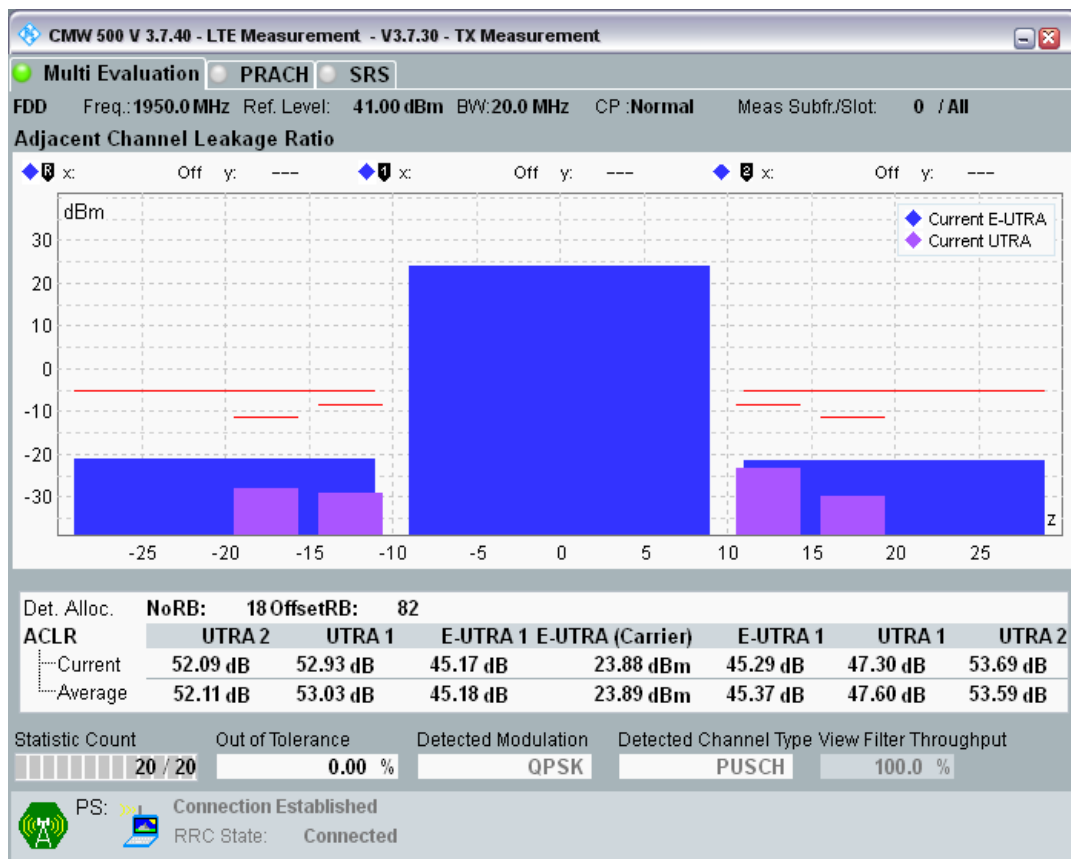 CMW 500 V 3.7.40 - LTE Measurement - V3.7.30 - TX Measurement
Multi Evaluation PRACH SRS
FDD Freq.:1950.0 MHz Ref. Level: 41.00 dBm BW:20.0 MHz CP :Normal Meas Subfr./Slot: 0 / All
Adjacent Channel Leakage Ratio
R x: Off y: --- 1 x: Off y: --- 2 x: Off y: ---
dBm
Current E-UTRA
Current UTRA
30
20
10
0
-10
-20
-30
z
-25 -20 -15 -10 -5 0 5 10 15 20 25
Det. Alloc. NoRB: 18 OffsetRB: 82
ACLR UTRA 2 UTRA 1 E-UTRA 1 E-UTRA (Carrier) E-UTRA 1 UTRA 1 UTRA 2
Current 52.09 dB 52.93 dB 45.17 dB 23.88 dBm 45.29 dB 47.30 dB 53.69 dB
Average 52.11 dB 53.03 dB 45.18 dB 23.89 dBm 45.37 dB 47.60 dB 53.59 dB
Statistic Count Out of Tolerance Detected Modulation Detected Channel Type View Filter Throughput
20 / 20 0.00 % QPSK PUSCH 100.0 %
PS: Connection Established
RRC State: Connected